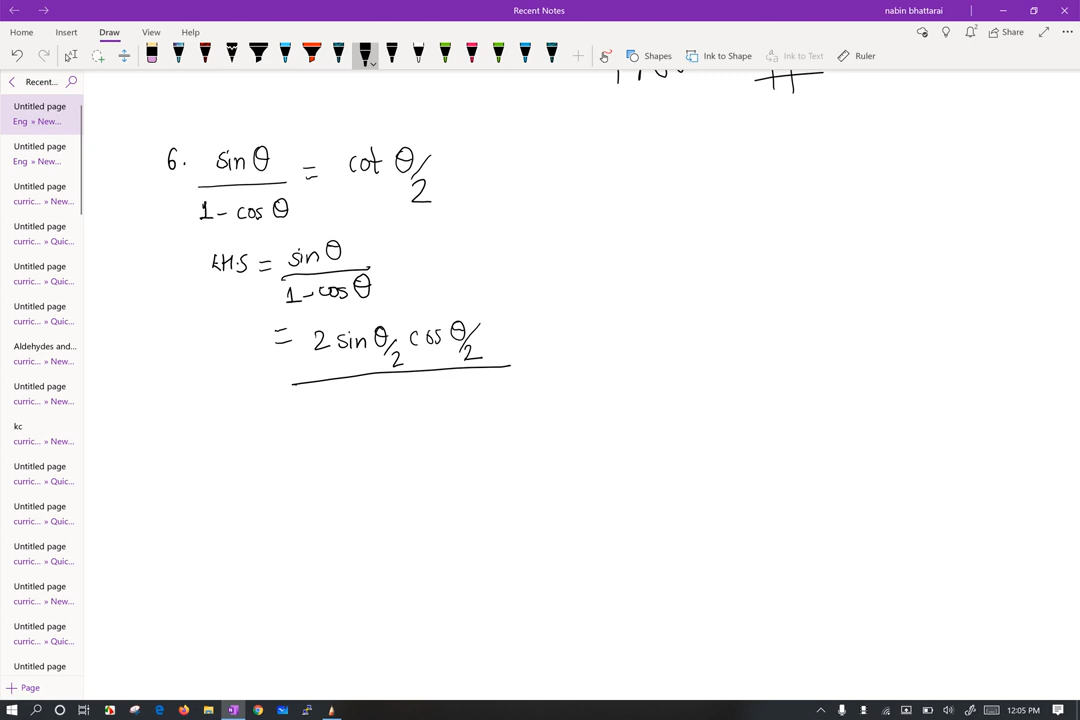 Recent Notes
nabin bhattarai
Home Insert Draw View Help
Share
Shapes Ink to Shape Ink to Text Ruler
Recent...
Untitled page
Eng » New...
Untitled page
Eng » New...
Untitled page
curric... » New...
Untitled page
curric... » Quic...
Untitled page
curric... » Quic...
Untitled page
curric... » Quic...
Aldehydes and...
curric... » New...
Untitled page
curric... » New...
kc
curric... » New...
Untitled page
curric... » Quic...
Untitled page
curric... » Quic...
Untitled page
curric... » Quic...
Untitled page
curric... » New...
Untitled page
curric... » Quic...
Untitled page
Page
6. sin θ / 1 - cos θ = cot θ/2
L.H.S = sin θ / 1 - cos θ
= 2 sin θ/2 cos θ/2
12:05 PM